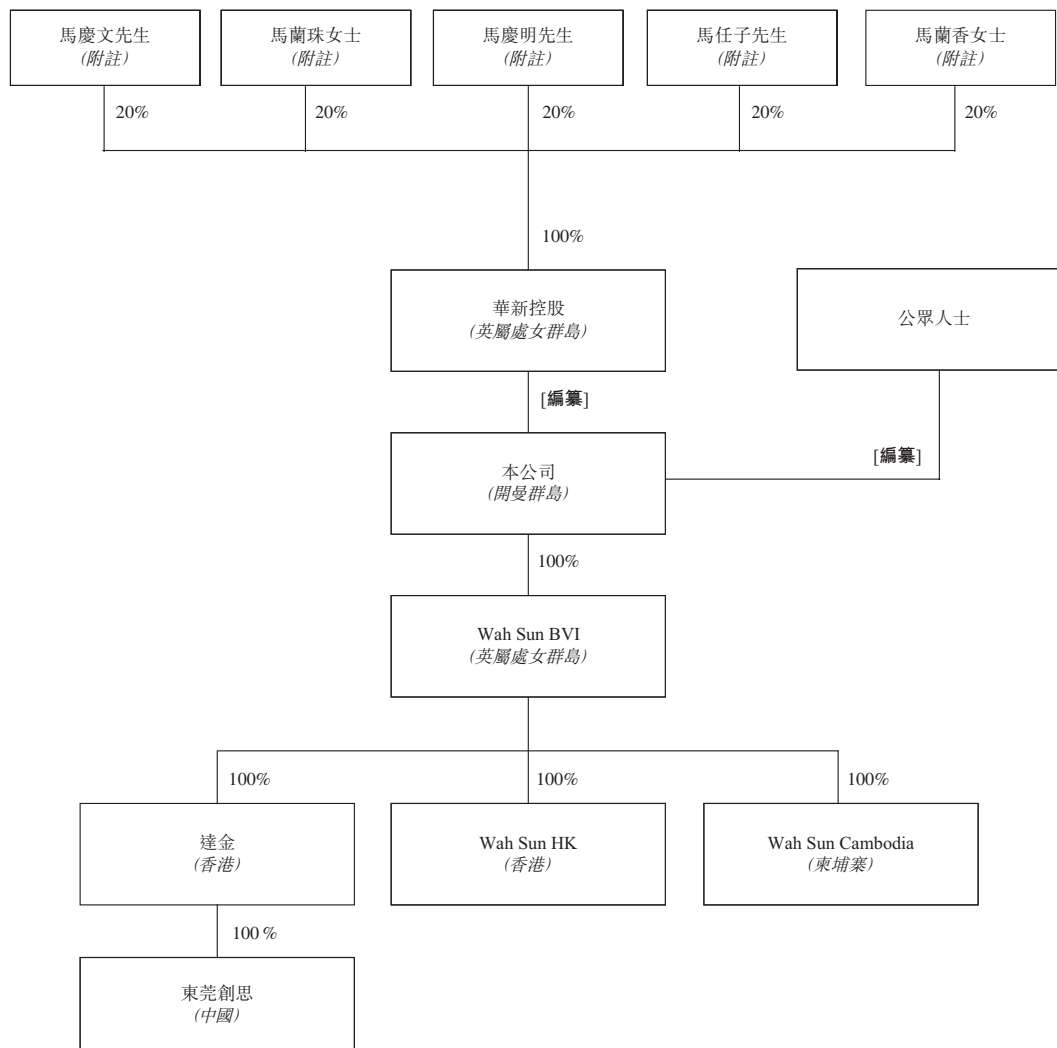 馬慶文先生
(附註)
馬蘭珠女士
(附註)
馬慶明先生
(附註)
馬任子先生
(附註)
馬蘭香女士
(附註)
20%
20%
20%
20%
20%
100%
華新控股
(英屬處女群島)
公眾人士
[編纂]
[編纂]
本公司
(開曼群島)
100%
Wah Sun BVI
(英屬處女群島)
100%
100%
100%
達金
(香港)
Wah Sun HK
(香港)
Wah Sun Cambodia
(柬埔寨)
100 %
東莞創思
(中國)